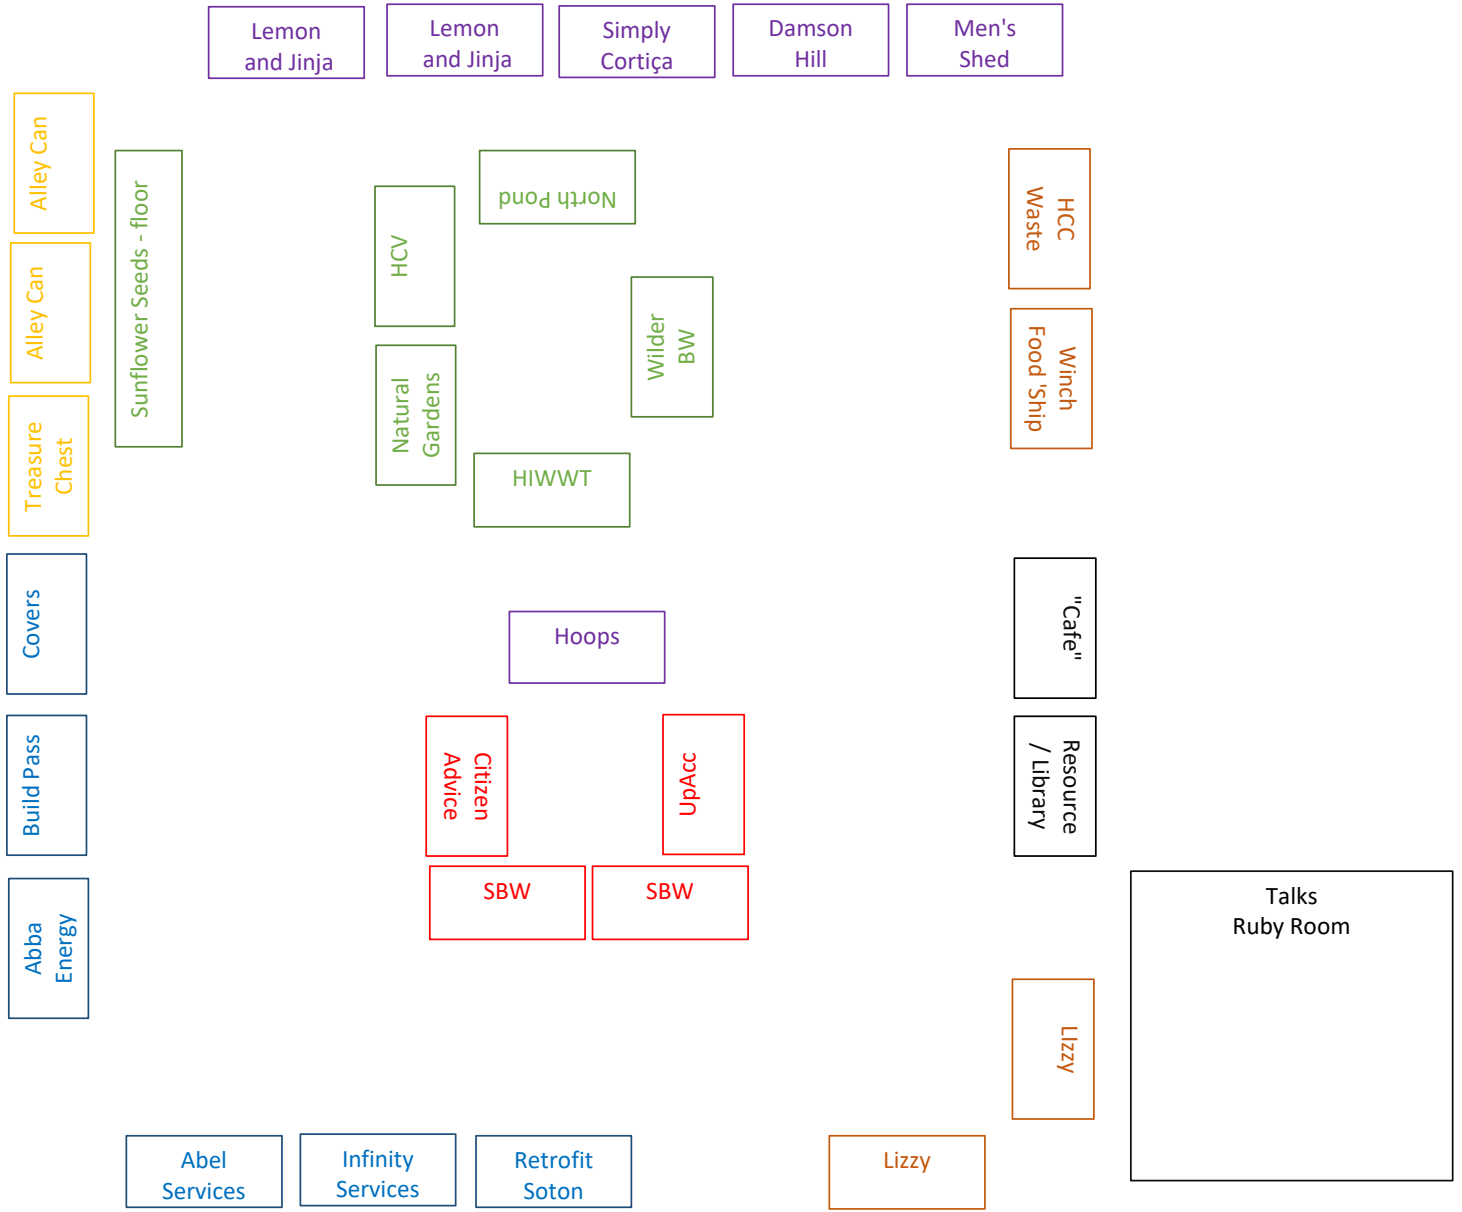 Lemon
and Jinja
Lemon
and Jinja
Simply
Cortiça
Damson
Hill
Men's
Shed
Alley Can
Alley Can
Treasure
Chest
Sunflower Seeds - floor
HCV
North Pond
Wilder
BW
Natural
Gardens
HIWWT
HCC
Waste
Winch
Food 'Ship
Covers
Build Pass
Abba
Energy
Hoops
Citizen
Advice
UpAcc
SBW
SBW
"Cafe"
Resource
/ Library
Talks
Ruby Room
LIzzy
Abel
Services
Infinity
Services
Retrofit
Soton
Lizzy